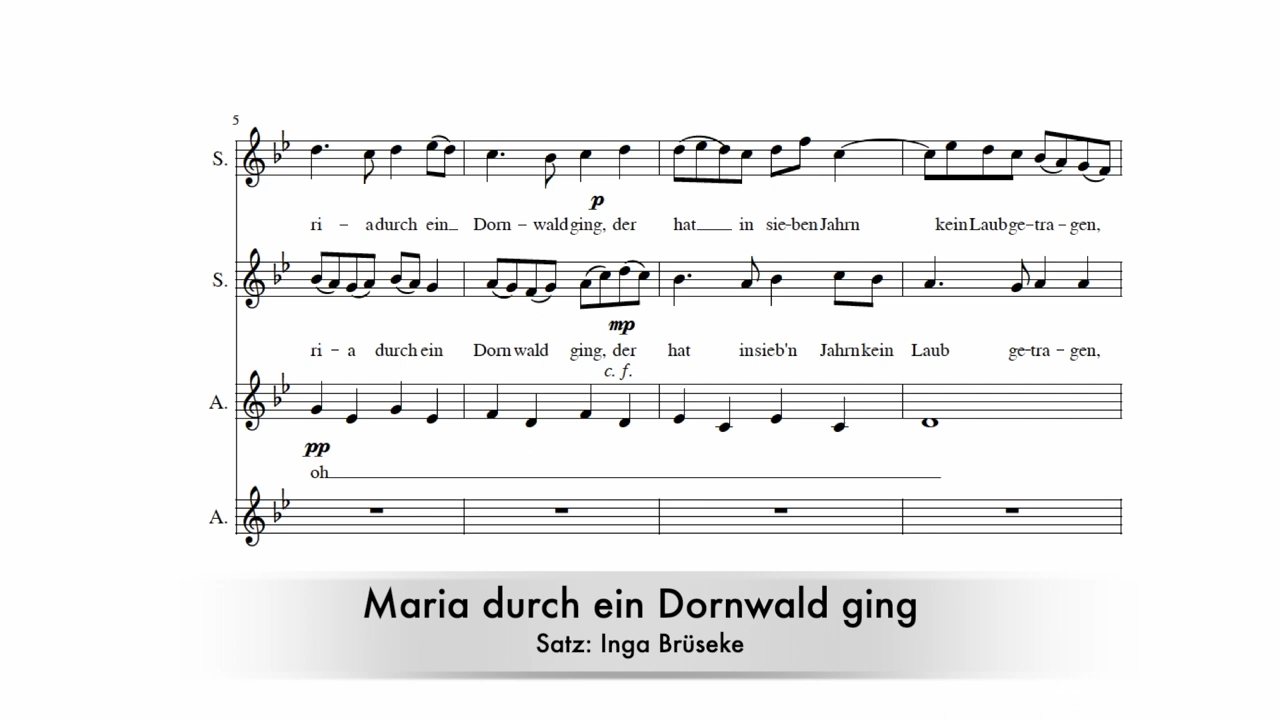 5
S.
p
ri – a durch ein_ Dorn – wald ging, der hat___ in sie-ben Jahrn kein Laub ge-tra-gen,
S.
mp
ri – a durch ein Dorn wald ging, der hat in sieb'n Jahrn kein Laub ge-tra-gen,
c. f.
A.
pp
oh
A.
Maria durch ein Dornwald ging
Satz: Inga Brüseke